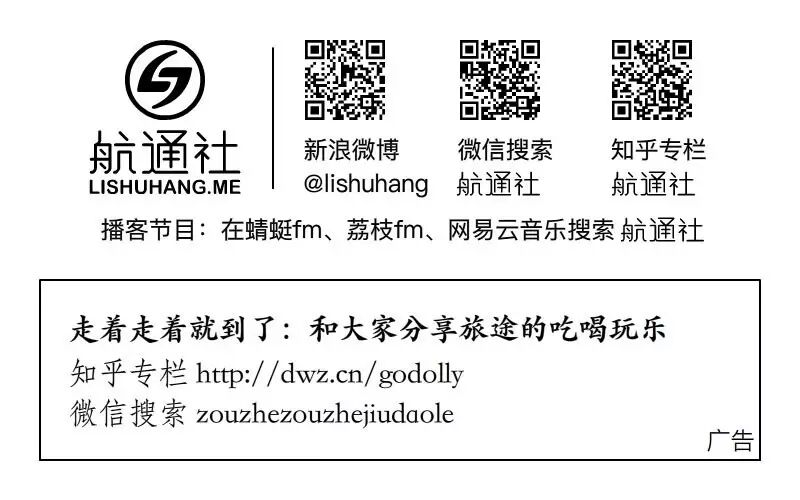 航通社
LISHUHANG.ME
新浪微博
@lishuhang
微信搜索
航通社
知乎专栏
航通社
播客节目：在蜻蜓fm、荔枝fm、网易云音乐搜索 航通社
走着走着就到了：和大家分享旅途的吃喝玩乐
知乎专栏 http://dwz.cn/godolly
微信搜索 zouzhezouzhejiudaole
广告